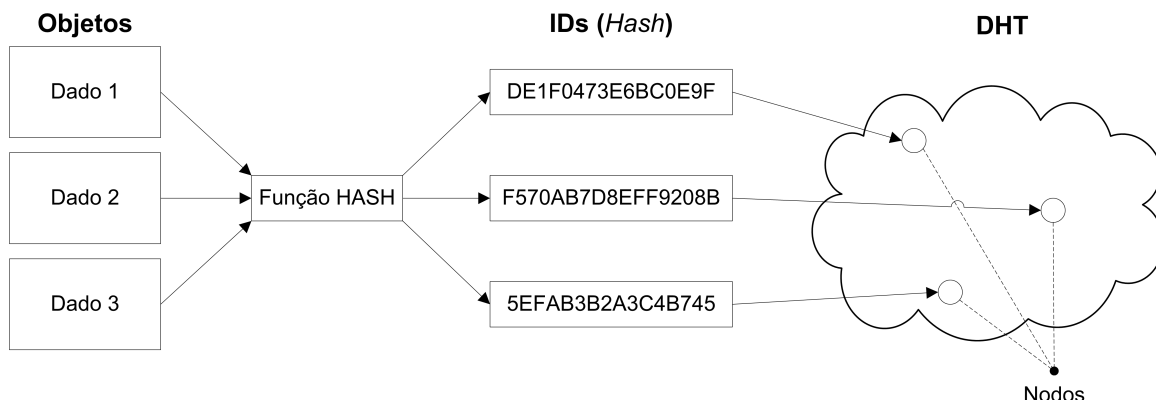 Objetos
IDs (Hash)
DHT
Dado 1
DE1F0473E6BC0E9F
Dado 2
Função HASH
F570AB7D8EFF9208B
Dado 3
5EFAB3B2A3C4B745
Nodos